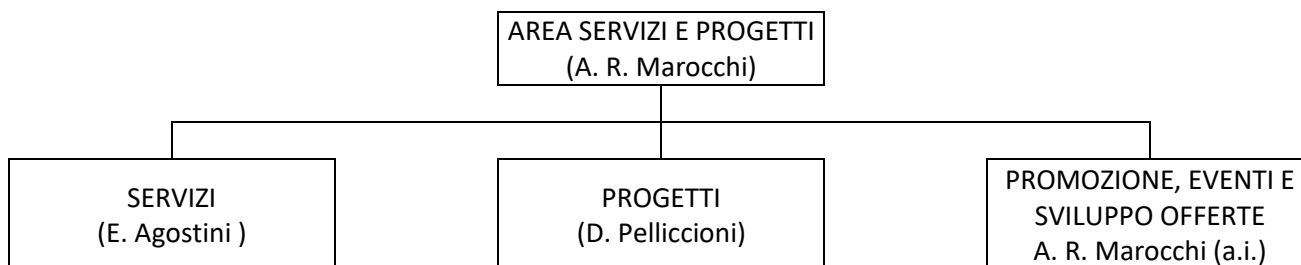 AREA SERVIZI E PROGETTI
(A. R. Marocchi)
SERVIZI
(E. Agostini )
PROGETTI
(D. Pelliccioni)
PROMOZIONE, EVENTI E
SVILUPPO OFFERTE
A. R. Marocchi (a.i.)